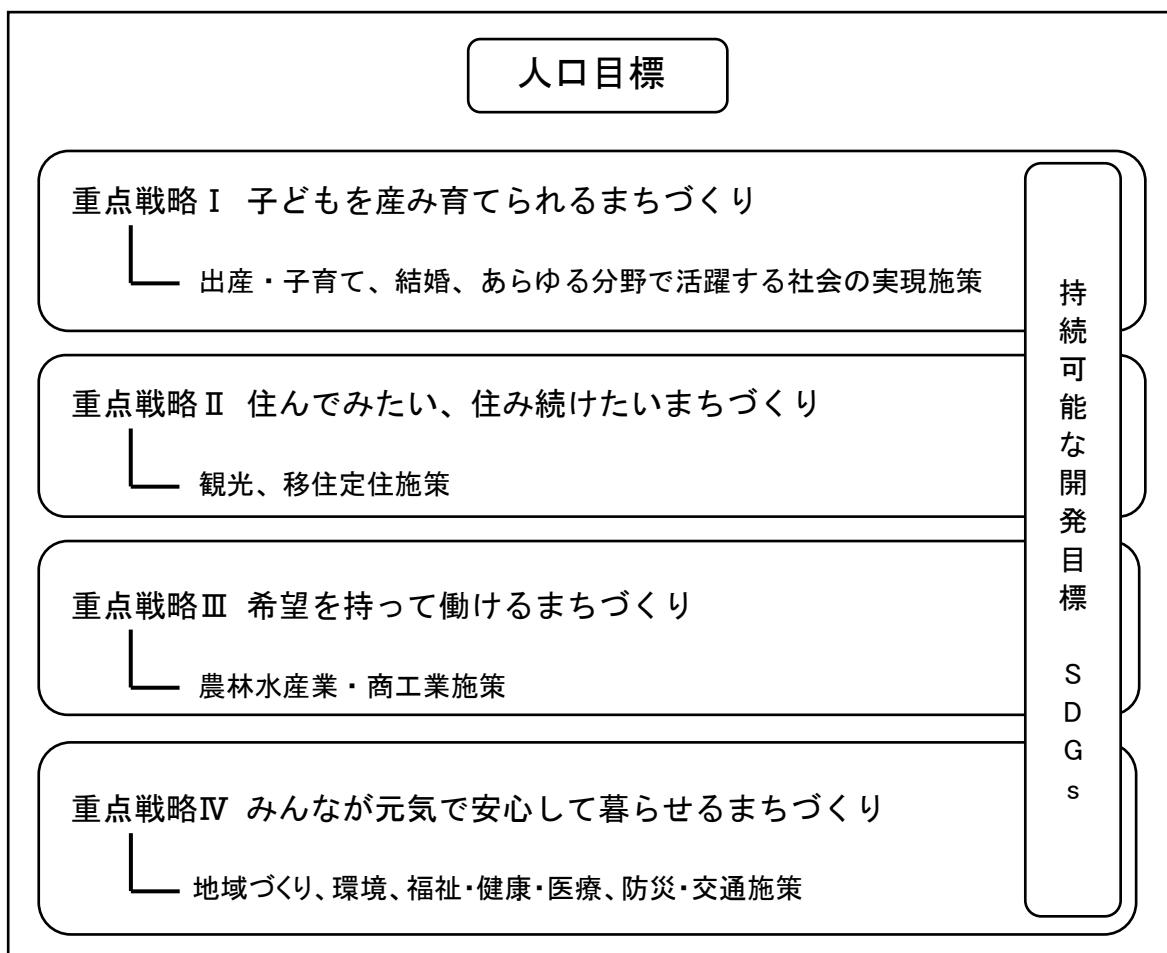 人口目標
重点戦略Ⅰ 子どもを産み育てられるまちづくり
出産・子育て、結婚、あらゆる分野で活躍する社会の実現施策
重点戦略Ⅱ 住んでみたい、住み続けたいまちづくり
観光、移住定住施策
重点戦略Ⅲ 希望を持って働けるまちづくり
農林水産業・商工業施策
重点戦略Ⅳ みんなが元気で安心して暮らせるまちづくり
地域づくり、環境、福祉・健康・医療、防災・交通施策
持続可能な開発目標 SDGs